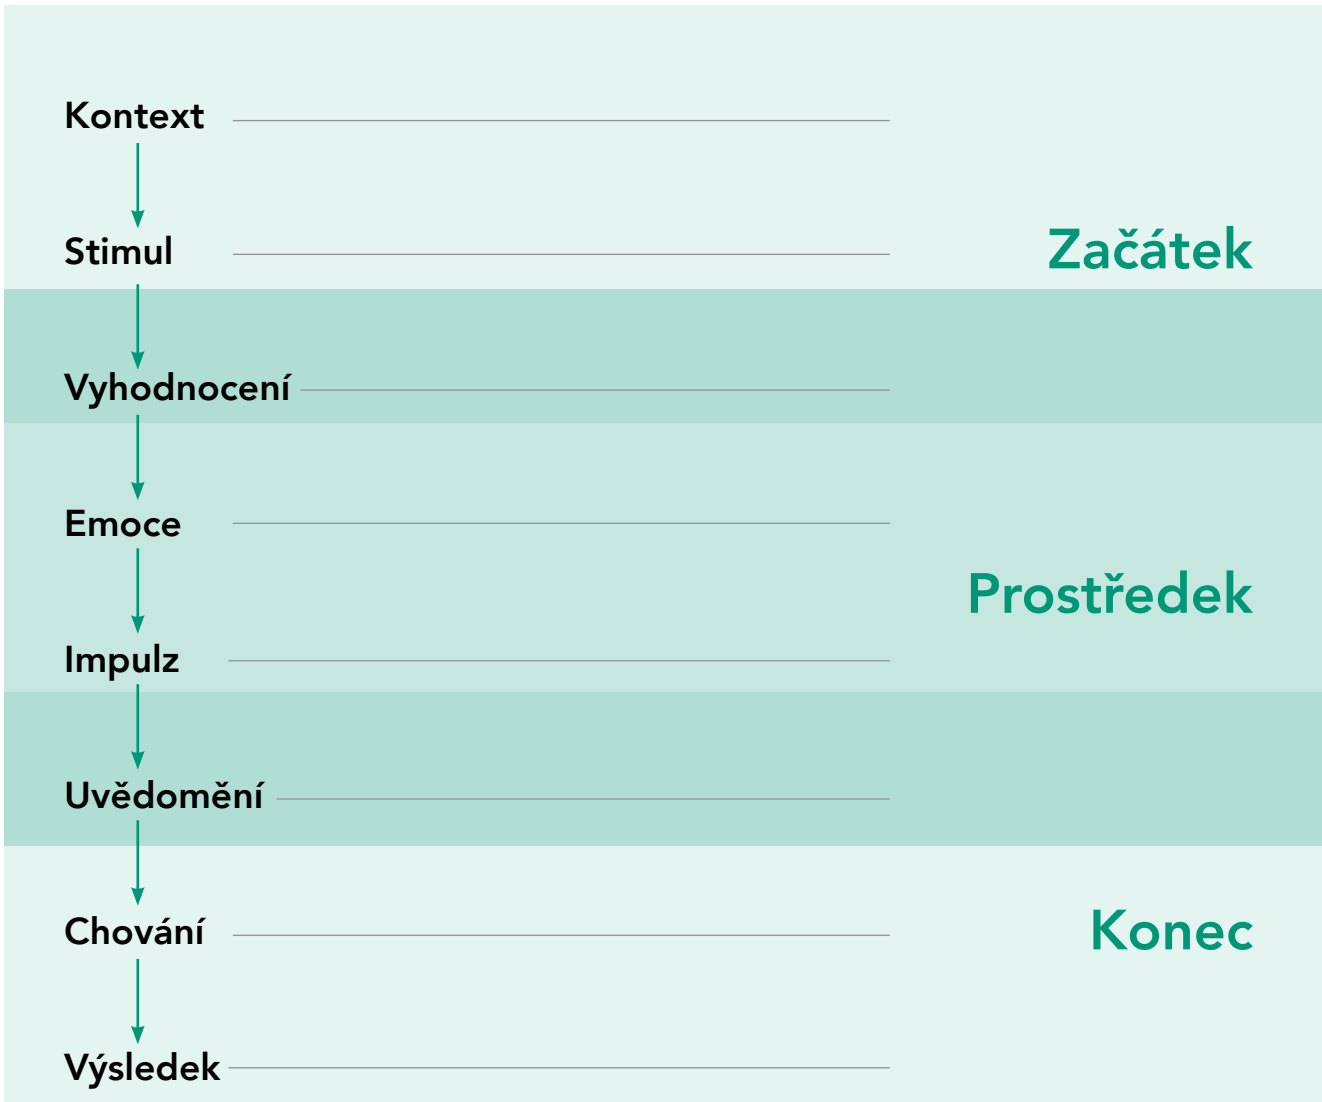 Kontext
Stimul
Začátek
Vyhodnocení
Emoce
Prostředek
Impulz
Uvědomění
Chování
Konec
Výsledek